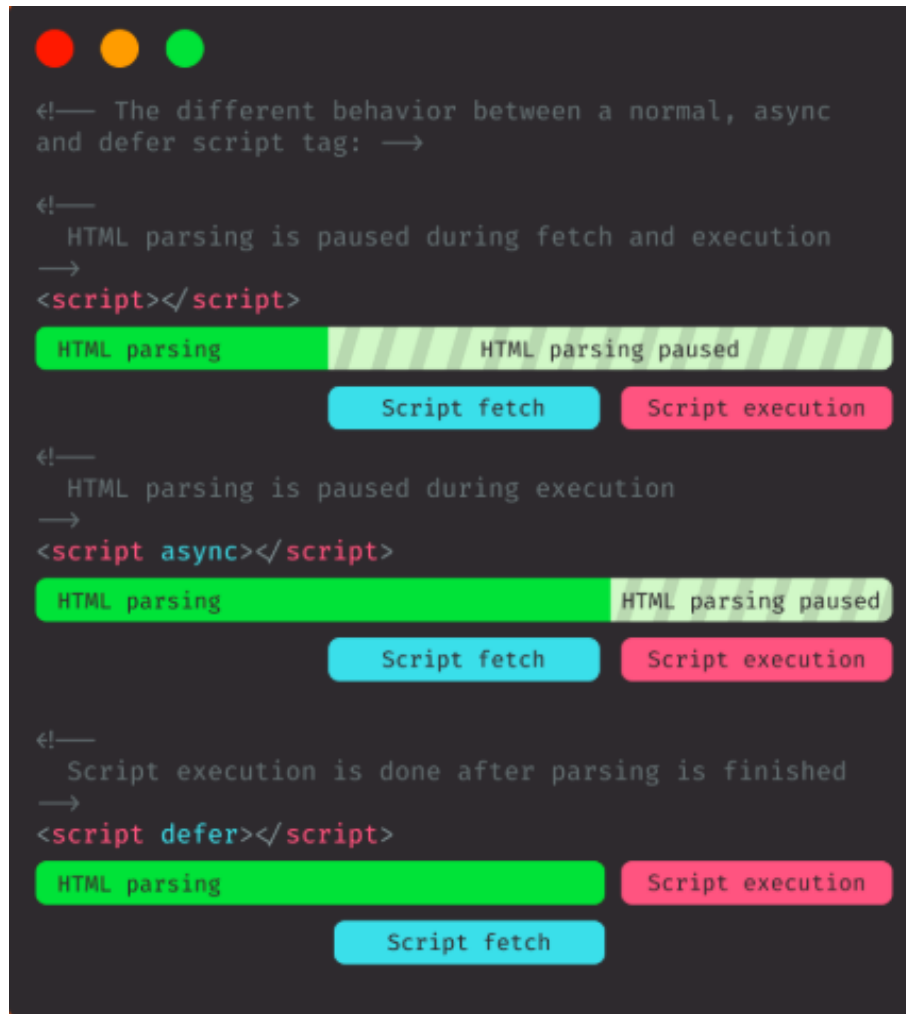 <!-- The different behavior between a normal, async
and defer script tag: -->
<!--
HTML parsing is paused during fetch and execution
-->
<script></script>
HTML parsing HTML parsing paused
Script fetch Script execution
<!--
HTML parsing is paused during execution
-->
<script async></script>
HTML parsing HTML parsing paused
Script fetch Script execution
<!--
Script execution is done after parsing is finished
-->
<script defer></script>
HTML parsing Script execution
Script fetch